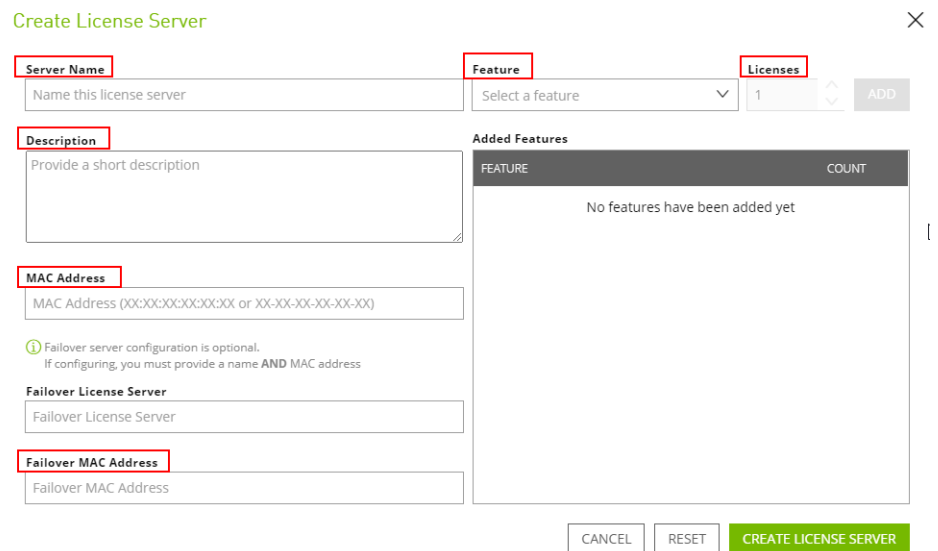 Create License Server
Server Name
Name this license server
Description
Provide a short description
MAC Address
MAC Address (XX:XX:XX:XX:XX:XX or XX-XX-XX-XX-XX-XX)
Failover server configuration is optional.
If configuring, you must provide a name AND MAC address
Failover License Server
Failover License Server
Failover MAC Address
Failover MAC Address
Feature
Select a feature
Licenses
1
ADD
Added Features
FEATURE COUNT
No features have been added yet
CANCEL
RESET
CREATE LICENSE SERVER